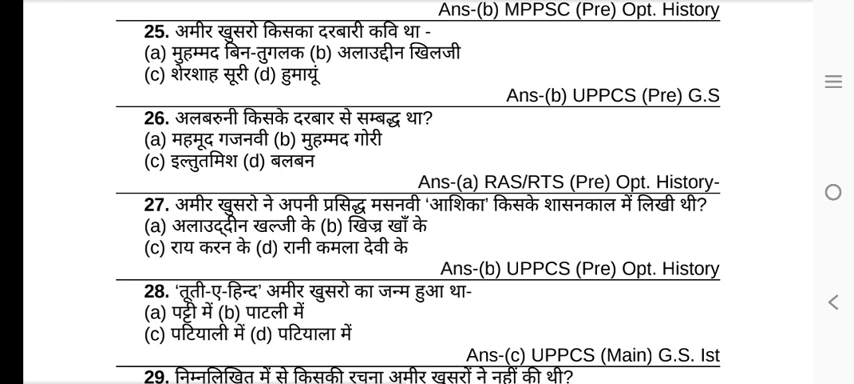 Ans-(b) MPPSC (Pre) Opt. History
25. अमीर खुसरो किसका दरबारी कवि था -
(a) मुहम्मद बिन-तुगलक (b) अलाउद्दीन खिलजी
(c) शेरशाह सूरी (d) हुमायूं
Ans-(b) UPPCS (Pre) G.S
26. अलबरुनी किसके दरबार से सम्बद्ध था?
(a) महमूद गजनवी (b) मुहम्मद गोरी
(c) इल्तुतमिश (d) बलबन
Ans-(a) RAS/RTS (Pre) Opt. History-
27. अमीर खुसरो ने अपनी प्रसिद्ध मसनवी ‘आशिका’ किसके शासनकाल में लिखी थी?
(a) अलाउद्दीन खल्जी के (b) खिज्र खाँ के
(c) राय करन के (d) रानी कमला देवी के
Ans-(b) UPPCS (Pre) Opt. History
28. ‘तूती-ए-हिन्द’ अमीर खुसरो का जन्म हुआ था-
(a) पट्टी में (b) पाटली में
(c) पटियाली में (d) पटियाला में
Ans-(c) UPPCS (Main) G.S. Ist
29. निम्नलिखित में से किसकी रचना अमीर खुसरों ने नहीं की थी?